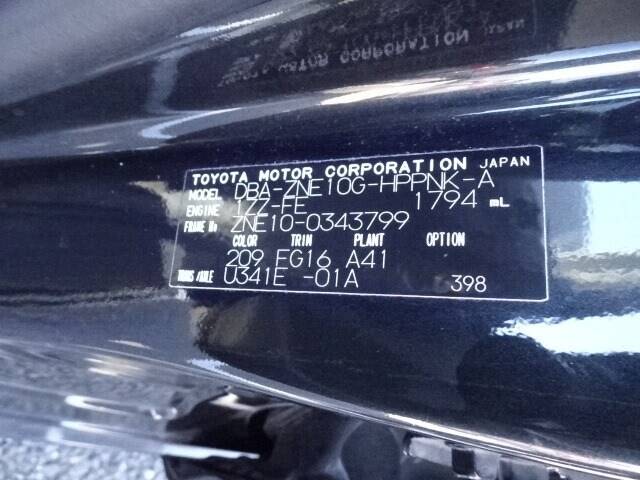 TOYOTA MOTOR CORPORATION JAPAN
MODEL DBA-ZNE10G-HPPNK-A
ENGINE 1ZZ-FE 1794 mL
FRAME No. ZNE10-0343799
COLOR TRIM PLANT OPTION
209 FG16 A41
TRANS/AXLE U341E -01A 398